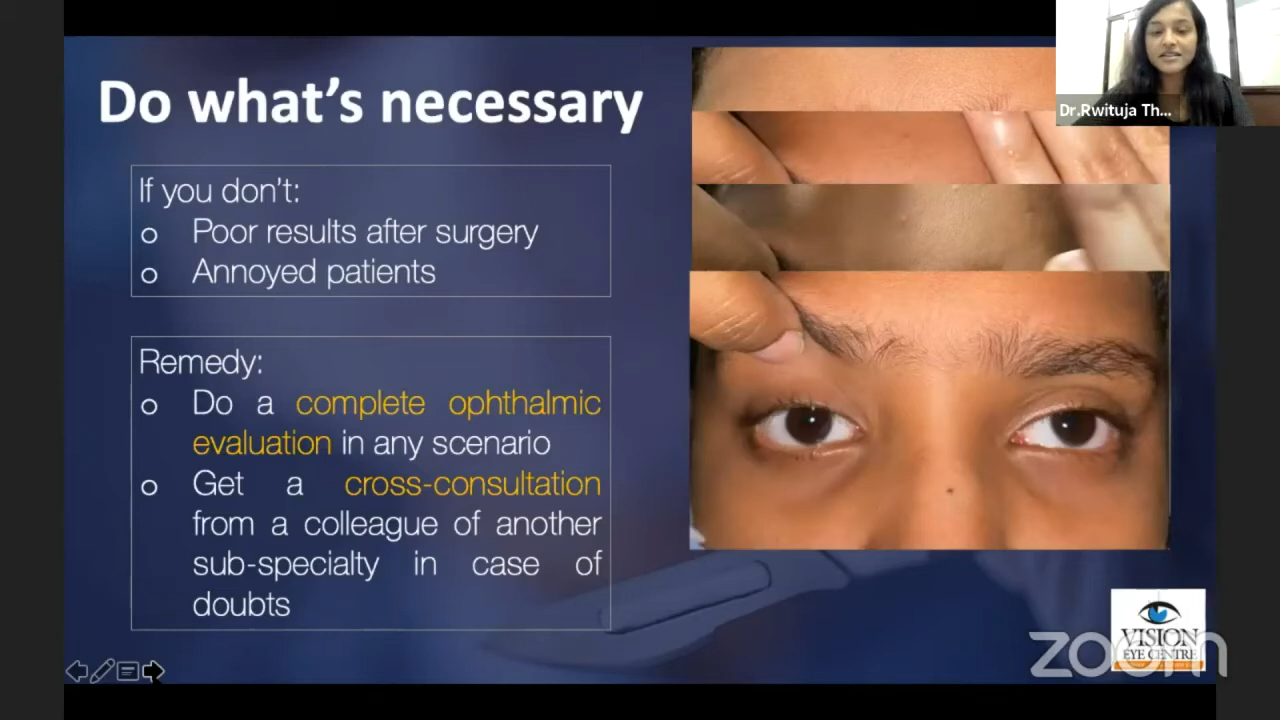 Do what's necessary
Dr.Rwituja Th...
If you don't:
o Poor results after surgery
o Annoyed patients
Remedy:
o Do a complete ophthalmic
evaluation in any scenario
o Get a cross-consultation
from a colleague of another
sub-specialty in case of
doubts
VISION
EYE CENTRE
zoom